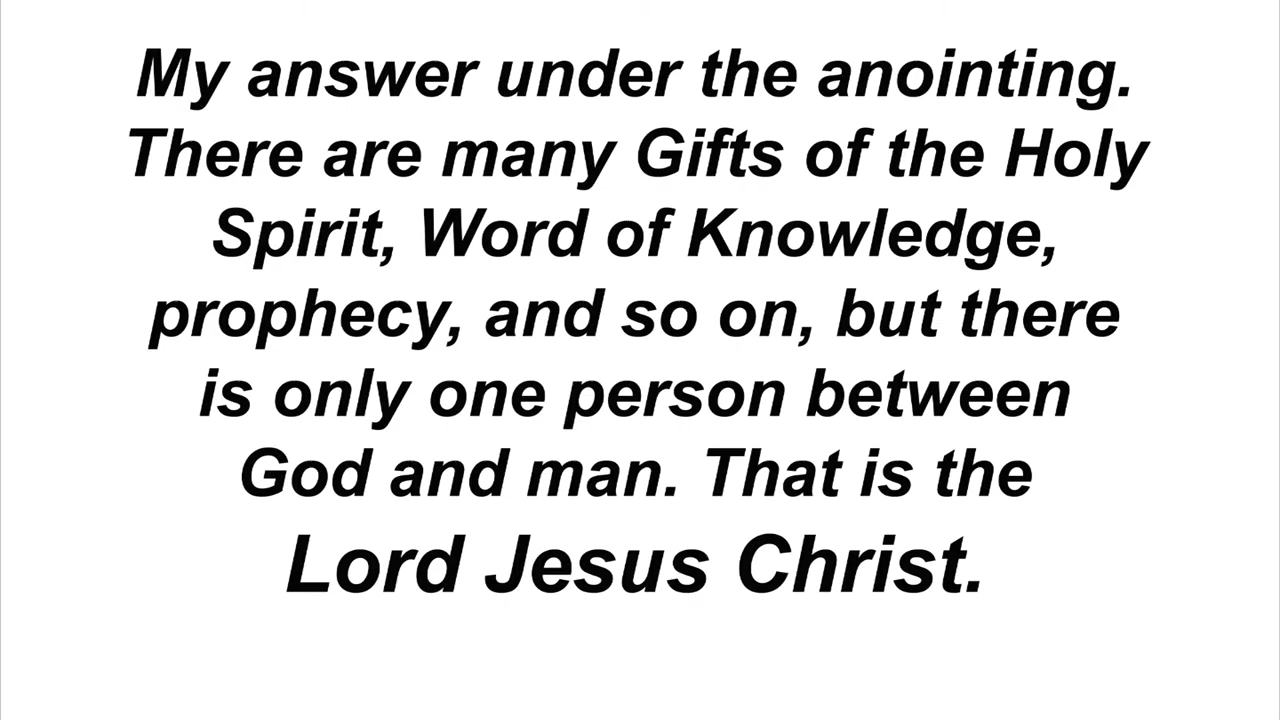 My answer under the anointing.
There are many Gifts of the Holy
Spirit, Word of Knowledge,
prophecy, and so on, but there
is only one person between
God and man. That is the
Lord Jesus Christ.